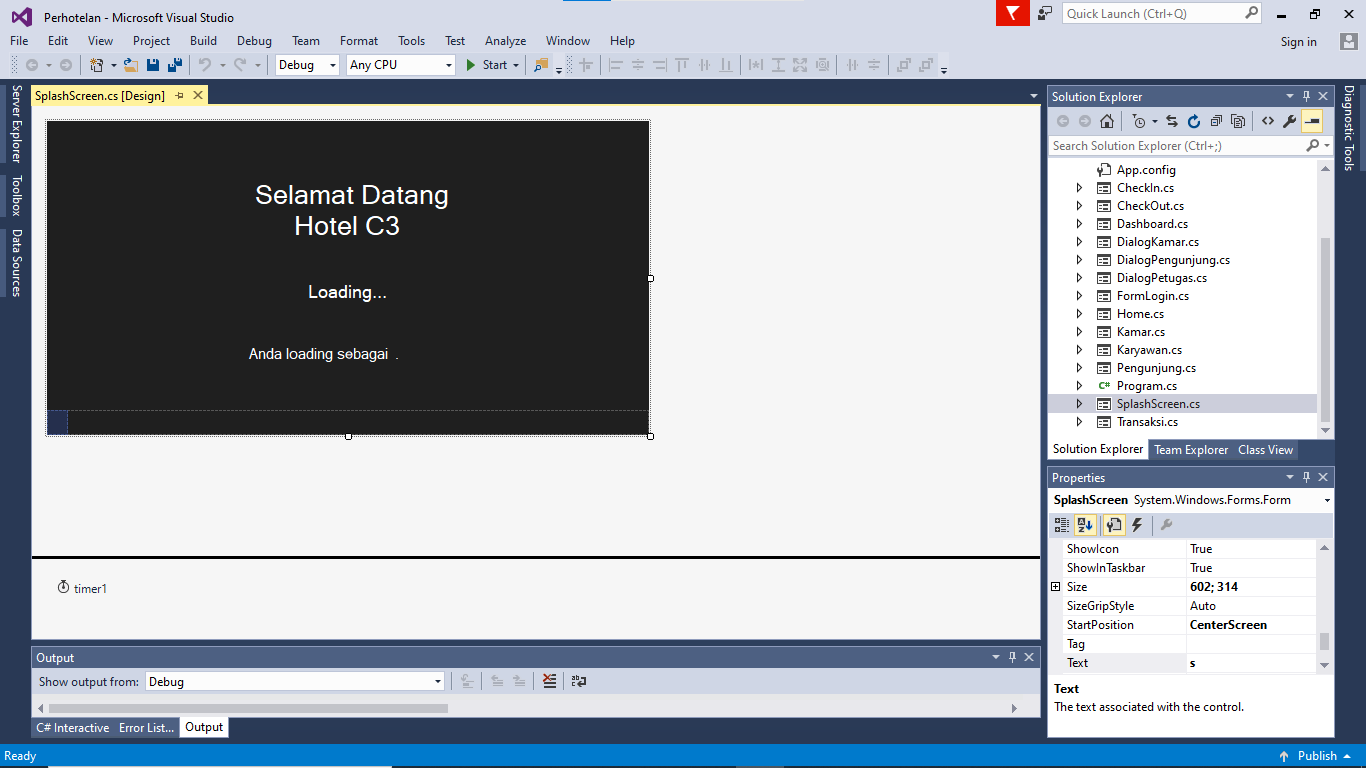 Perhotelan - Microsoft Visual Studio
Quick Launch (Ctrl+Q)
File Edit View Project Build Debug Team Format Tools Test Analyze Window Help
Sign in
Debug Any CPU Start
Server Explorer
Toolbox
Data Sources
SplashScreen.cs [Design]
Selamat Datang
Hotel C3
Loading...
Anda loading sebagai .
timer1
Output
Show output from: Debug
C# Interactive Error List... Output
Solution Explorer
Search Solution Explorer (Ctrl+;)
App.config
CheckIn.cs
CheckOut.cs
Dashboard.cs
DialogKamar.cs
DialogPengunjung.cs
DialogPetugas.cs
FormLogin.cs
Home.cs
Kamar.cs
Karyawan.cs
Pengunjung.cs
C# Program.cs
SplashScreen.cs
Transaksi.cs
Solution Explorer Team Explorer Class View
Properties
SplashScreen System.Windows.Forms.Form
ShowIcon True
ShowInTaskbar True
Size 602; 314
SizeGripStyle Auto
StartPosition CenterScreen
Tag
Text s
Text
The text associated with the control.
Diagnostic Tools
Ready
Publish